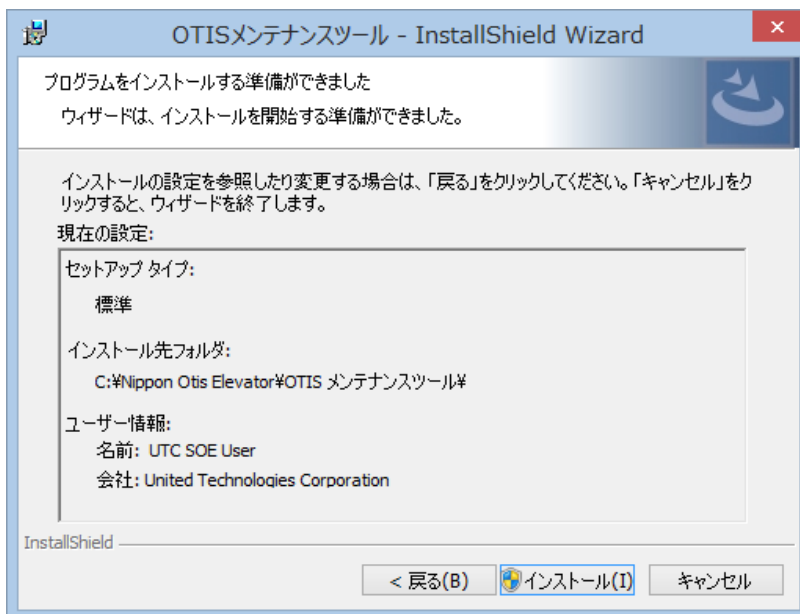 OTISメンテナンスツール - InstallShield Wizard
プログラムをインストールする準備ができました
ウィザードは、インストールを開始する準備ができました。
インストールの設定を参照したり変更する場合は、「戻る」をクリックしてください。「キャンセル」をク
リックすると、ウィザードを終了します。
現在の設定:
セットアップ タイプ:
標準
インストール先フォルダ:
C:¥Nippon Otis Elevator¥OTIS メンテナンスツール¥
ユーザー情報:
名前: UTC SOE User
会社: United Technologies Corporation
InstallShield
< 戻る(B) インストール(I) キャンセル